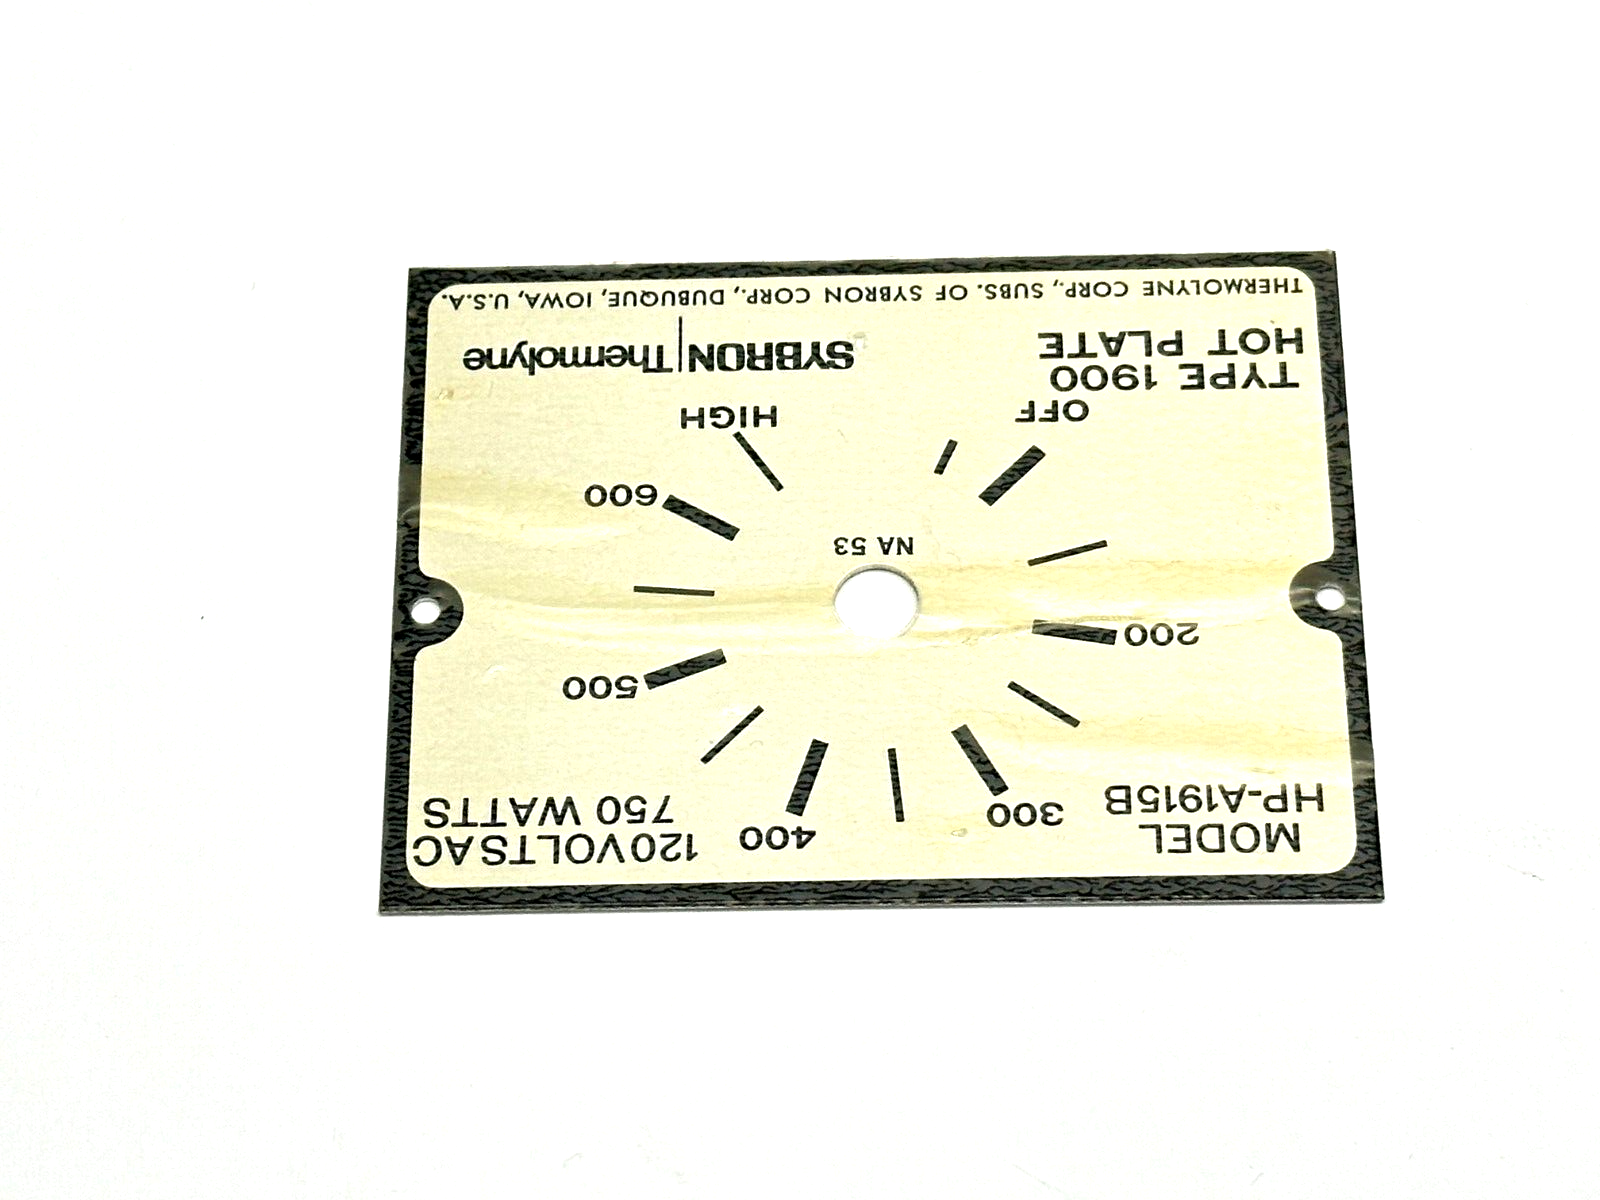 MODEL
HP-A1915B
120VOLTSAC
750 WATTS
300
400
200
500
NA 53
600
OFF
HIGH
TYPE 1900
HOT PLATE
SYBRON Thermolyne
THERMOLYNE CORP., SUBS. OF SYBRON CORP., DUBUQUE, IOWA, U.S.A.